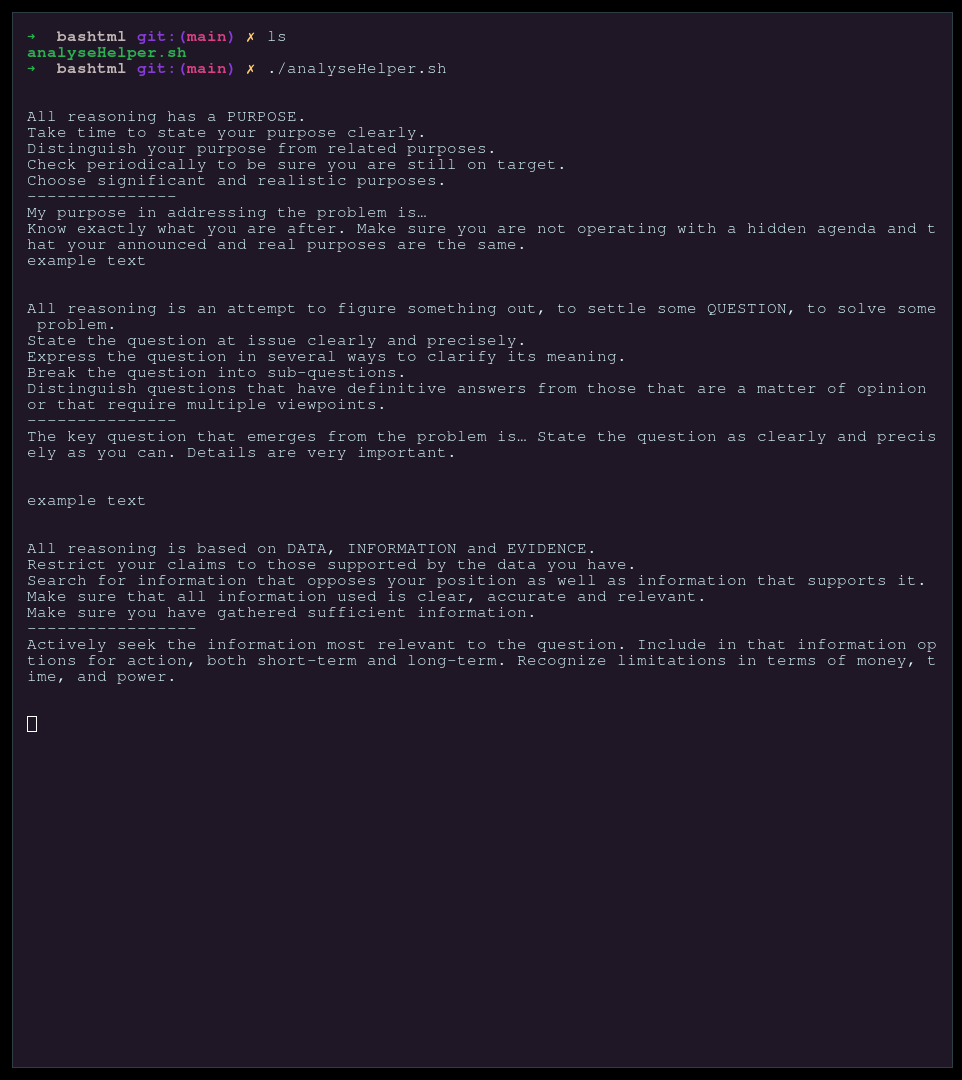 ➜  bashtml git:(main) ✗ ls
analyseHelper.sh
➜  bashtml git:(main) ✗ ./analyseHelper.sh
All reasoning has a PURPOSE.
Take time to state your purpose clearly.
Distinguish your purpose from related purposes.
Check periodically to be sure you are still on target.
Choose significant and realistic purposes.
---------------
My purpose in addressing the problem is…
Know exactly what you are after. Make sure you are not operating with a hidden agenda and t
hat your announced and real purposes are the same.
example text
All reasoning is an attempt to figure something out, to settle some QUESTION, to solve some
 problem.
State the question at issue clearly and precisely.
Express the question in several ways to clarify its meaning.
Break the question into sub-questions.
Distinguish questions that have definitive answers from those that are a matter of opinion
or that require multiple viewpoints.
---------------
The key question that emerges from the problem is… State the question as clearly and precis
ely as you can. Details are very important.
example text
All reasoning is based on DATA, INFORMATION and EVIDENCE.
Restrict your claims to those supported by the data you have.
Search for information that opposes your position as well as information that supports it.
Make sure that all information used is clear, accurate and relevant.
Make sure you have gathered sufficient information.
-----------------
Actively seek the information most relevant to the question. Include in that information op
tions for action, both short-term and long-term. Recognize limitations in terms of money, t
ime, and power.